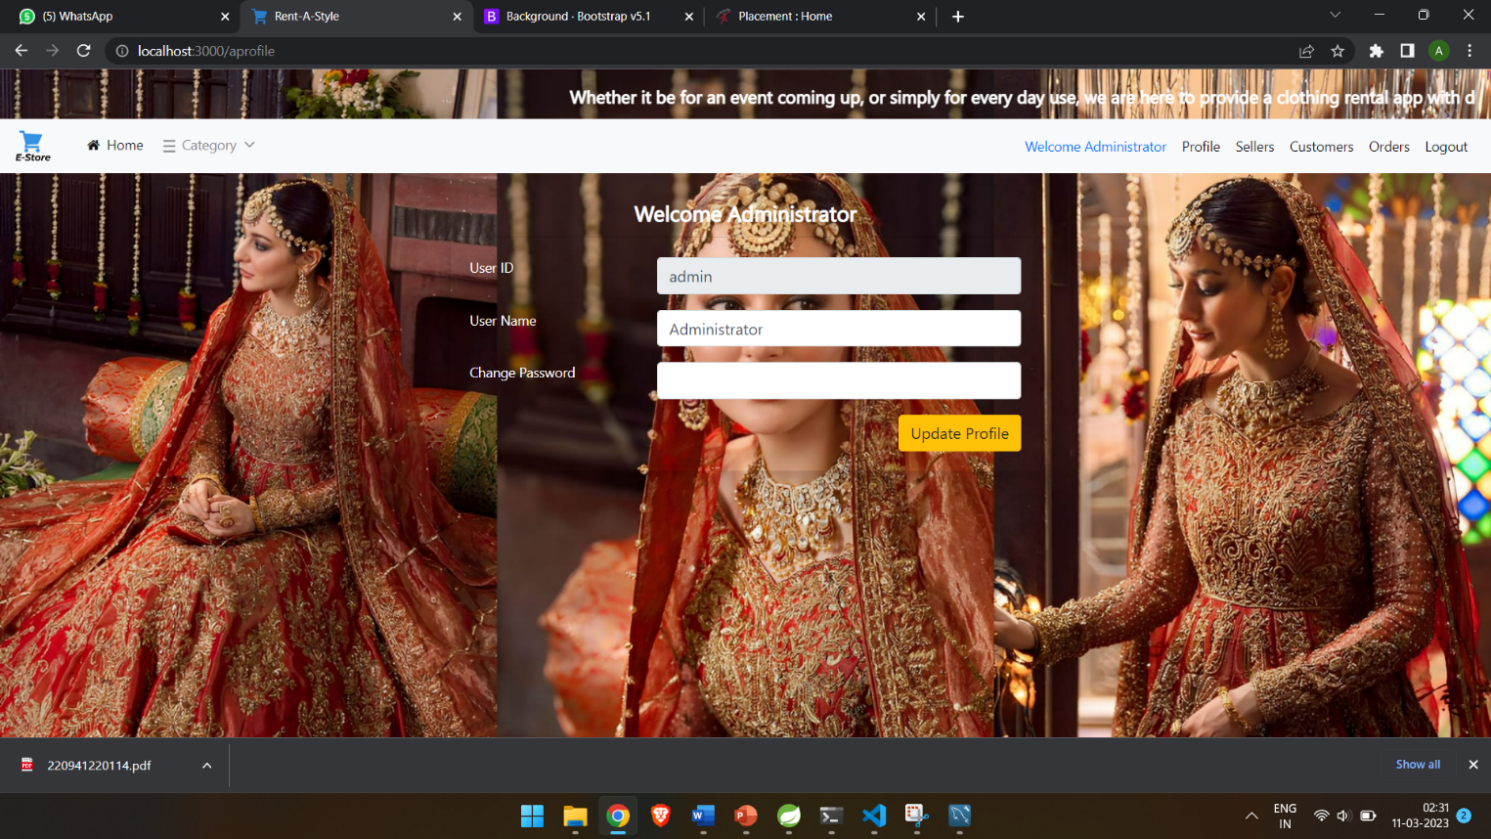 (5) WhatsApp
Rent-A-Style
Background · Bootstrap v5.1
Placement : Home
localhost:3000/aprofile
A
Whether it be for an event coming up, or simply for every day use, we are here to provide a clothing rental app with d
E-Store
Home
Category
Welcome Administrator
Profile
Sellers
Customers
Orders
Logout
Welcome Administrator
User ID
admin
User Name
Administrator
Change Password
Update Profile
220941220114.pdf
Show all
ENG
IN
02:31
11-03-2023
2